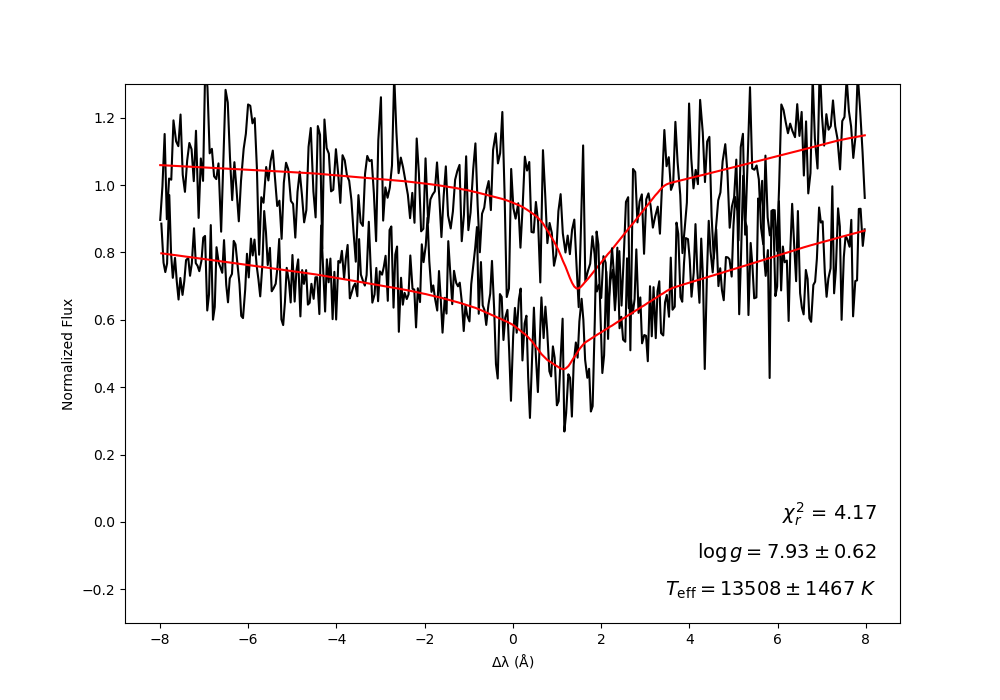 1.2
1.0
0.8
0.6
0.4
0.2
0.0
−0.2
Normalized Flux
χ²ᵣ = 4.17
log g = 7.93 ± 0.62
T_eff = 13508 ± 1467 K
−8 −6 −4 −2 0 2 4 6 8
Δλ (Å)